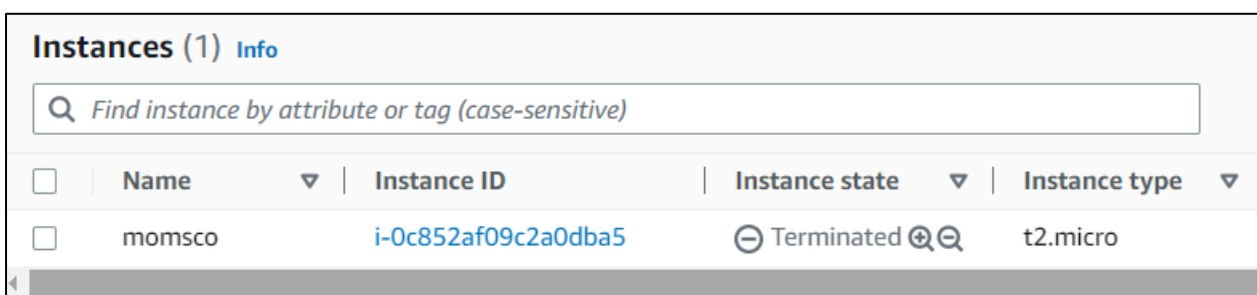 Instances (1) Info
Find instance by attribute or tag (case-sensitive)
Name Instance ID Instance state Instance type
momsco i-0c852af09c2a0dba5 Terminated t2.micro